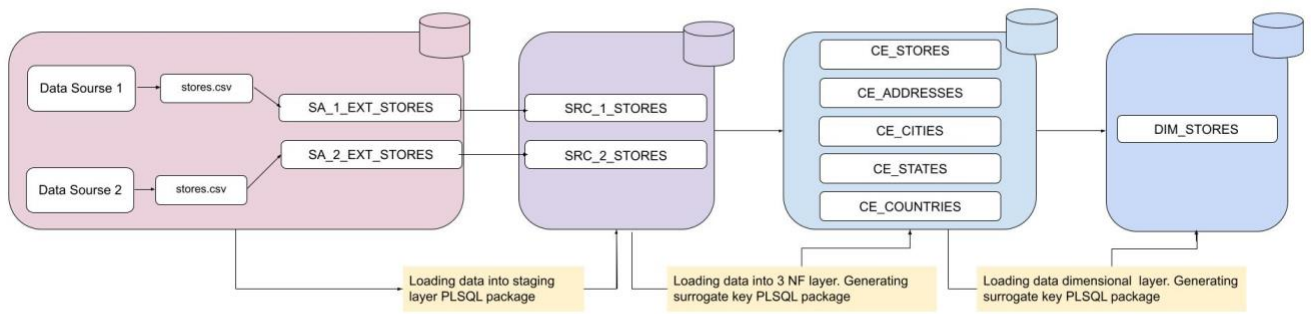 Data Sourse 1
stores.csv
SA_1_EXT_STORES
SA_2_EXT_STORES
Data Sourse 2
stores.csv
SRC_1_STORES
SRC_2_STORES
CE_STORES
CE_ADDRESSES
CE_CITIES
CE_STATES
CE_COUNTRIES
DIM_STORES
Loading data into staging
layer PLSQL package
Loading data into 3 NF layer. Generating
surrogate key PLSQL package
Loading data dimensional layer. Generating
surrogate key PLSQL package